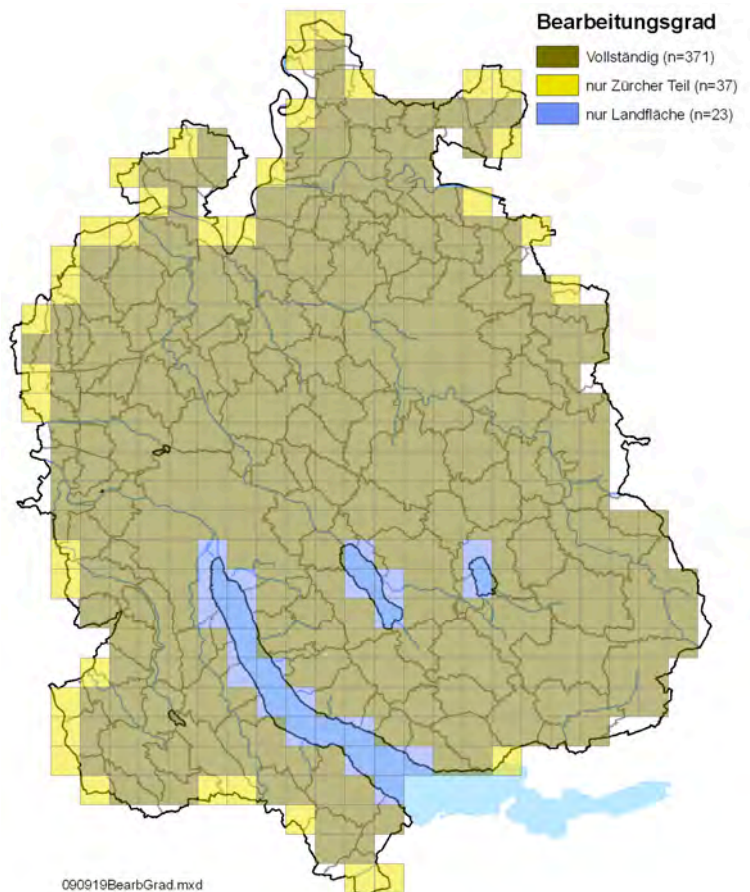 Bearbeitungsgrad
Vollständig (n=371)
nur Zürcher Teil (n=37)
nur Landfläche (n=23)
090919BearbGrad.mxd